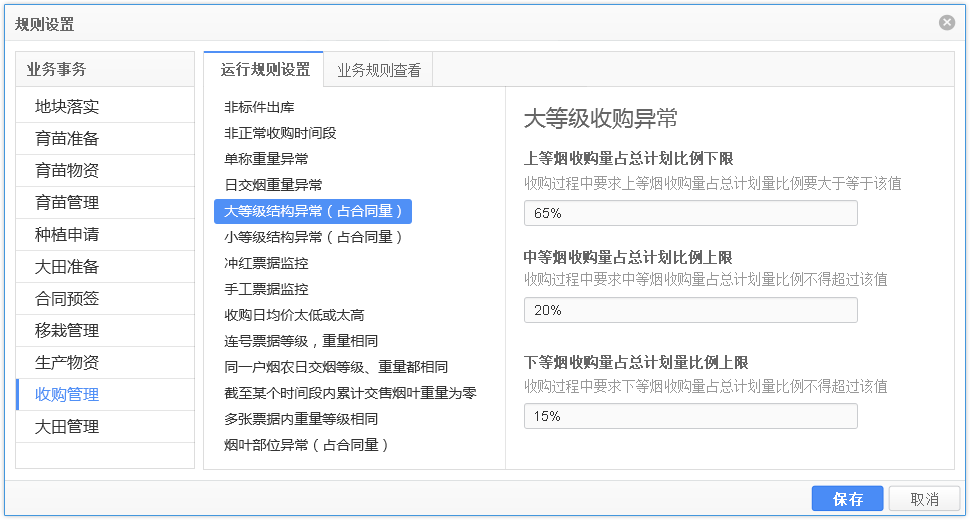 规则设置
业务事务
地块落实
育苗准备
育苗物资
育苗管理
种植申请
大田准备
合同预签
移栽管理
生产物资
收购管理
大田管理
运行规则设置
业务规则查看
非标件出库
非正常收购时间段
单称重量异常
日交烟重量异常
大等级结构异常（占合同量）
小等级结构异常（占合同量）
冲红票据监控
手工票据监控
收购日均价太低或太高
连号票据等级，重量相同
同一户烟农日交烟等级、重量都相同
截至某个时间段内累计交售烟叶重量为零
多张票据内重量等级相同
烟叶部位异常（占合同量）
大等级收购异常
上等烟收购量占总计划比例下限
收购过程中要求上等烟收购量占总计划量比例要大于等于该值
65%
中等烟收购量占总计划比例上限
收购过程中要求中等烟收购量占总计划量比例不得超过该值
20%
下等烟收购量占总计划量比例上限
收购过程中要求下等烟收购量占总计划量比例不得超过该值
15%
保存
取消